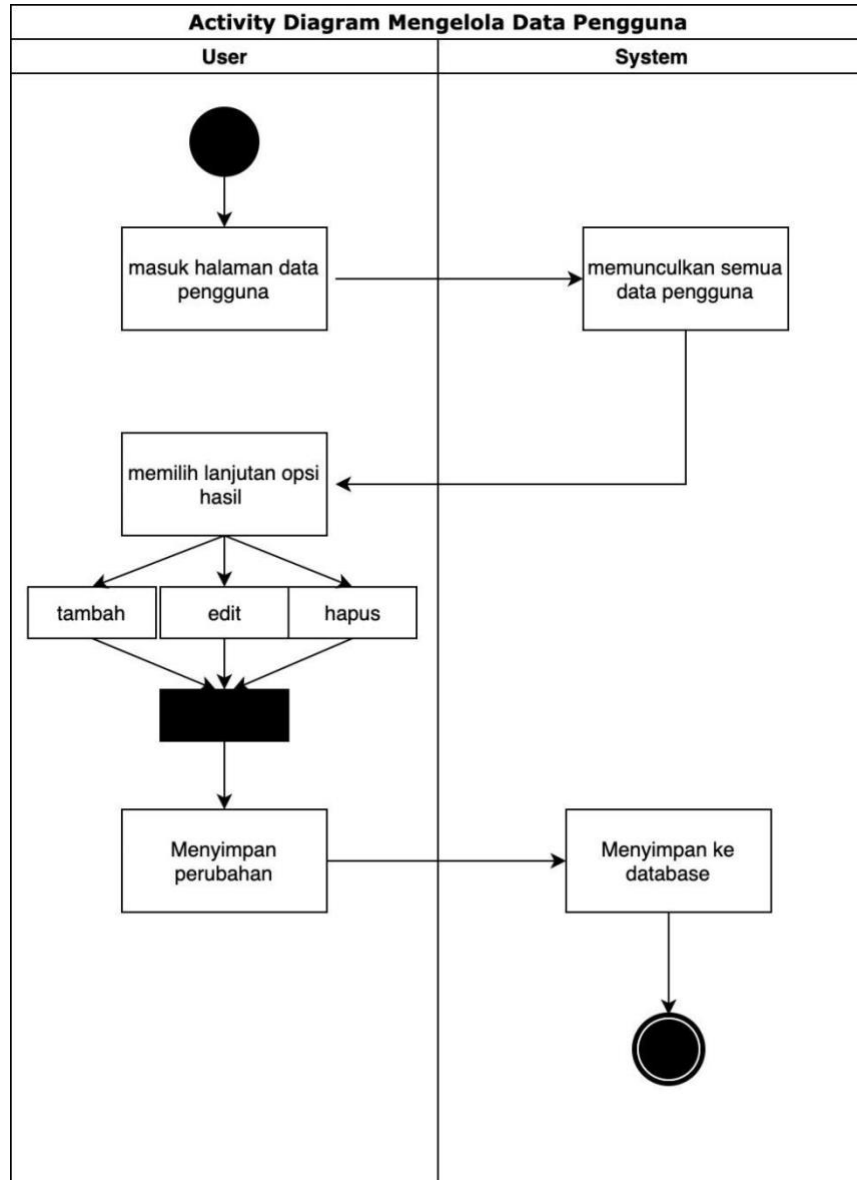 Activity Diagram Mengelola Data Pengguna
User
System
masuk halaman data
pengguna
memunculkan semua
data pengguna
memilih lanjutan opsi
hasil
tambah
edit
hapus
Menyimpan
perubahan
Menyimpan ke
database